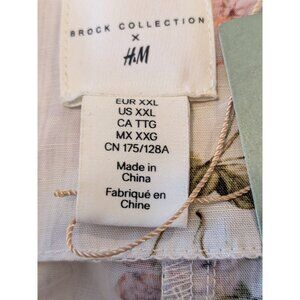 BROCK COLLECTION
X
H&M
EUR XXL
US XXL
CA TTG
MX XXG
CN 175/128A
Made in
China
Fabriqué en
Chine